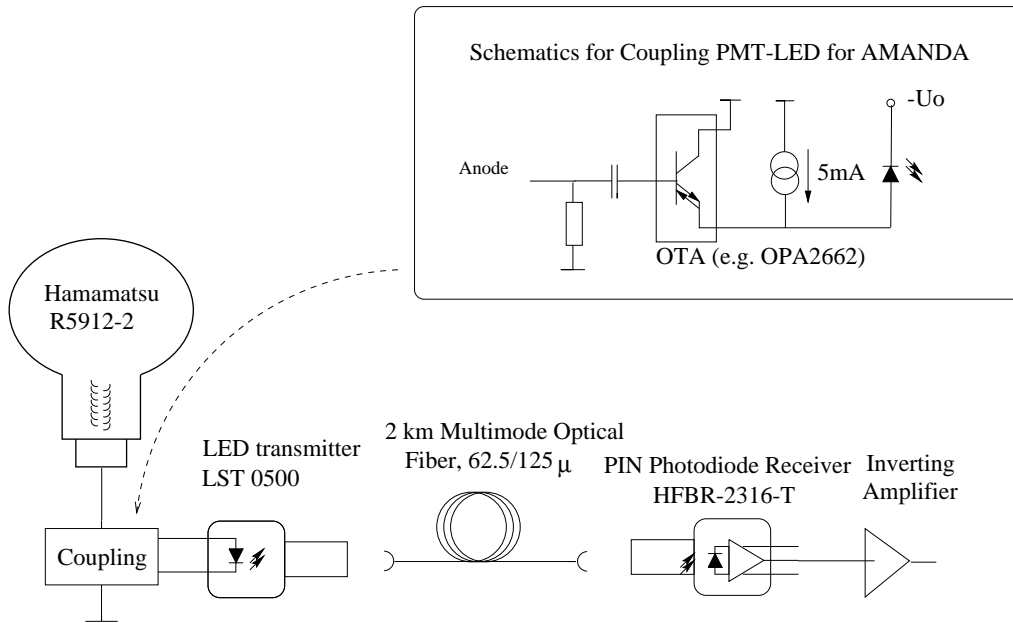 Schematics for Coupling PMT-LED for AMANDA
-Uo
Anode
5mA
OTA (e.g. OPA2662)
Hamamatsu
R5912-2
LED transmitter
LST 0500
2 km Multimode Optical
Fiber, 62.5/125 μ
PIN Photodiode Receiver
HFBR-2316-T
Inverting
Amplifier
Coupling